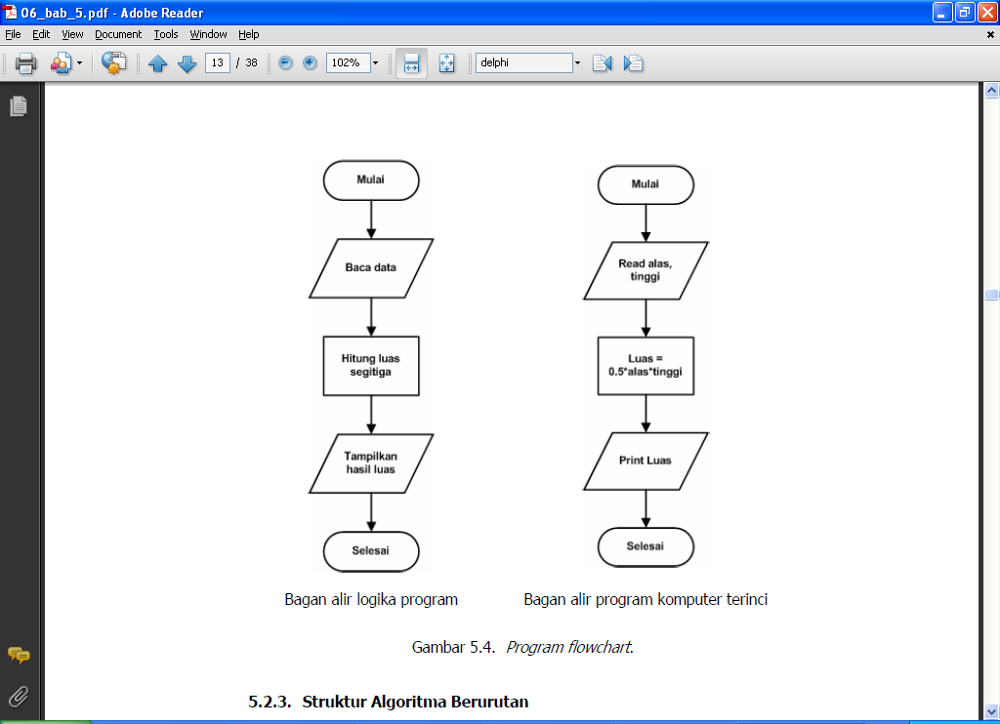 06_bab_5.pdf - Adobe Reader
File Edit View Document Tools Window Help
13 / 38 102% delphi
Mulai
Baca data
Hitung luas
segitiga
Tampilkan
hasil luas
Selesai
Bagan alir logika program
Mulai
Read alas,
tinggi
Luas =
0.5*alas*tinggi
Print Luas
Selesai
Bagan alir program komputer terinci
Gambar 5.4. Program flowchart.
5.2.3. Struktur Algoritma Berurutan